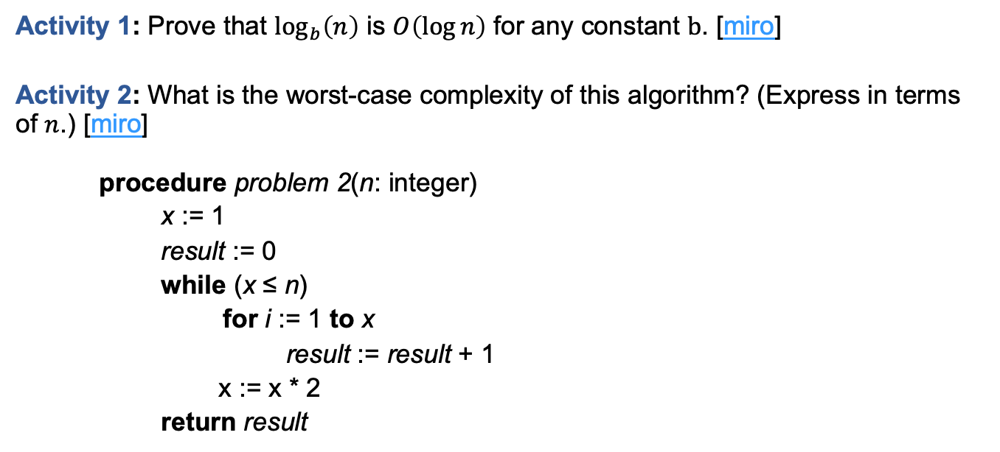 Activity 1: Prove that log_b(n) is O(log n) for any constant b. [miro]
Activity 2: What is the worst-case complexity of this algorithm? (Express in terms
of n.) [miro]
procedure problem 2(n: integer)
x := 1
result := 0
while (x ≤ n)
for i := 1 to x
result := result + 1
x := x * 2
return result